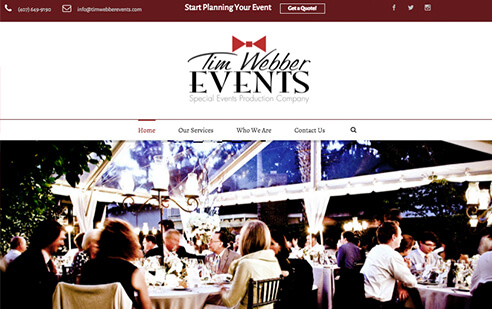 (407) 649-9190 info@timwebberevents.com Start Planning Your Event Get a Quote!
Tim Webber
EVENTS
Special Events Production Company
Home Our Services Who We Are Contact Us